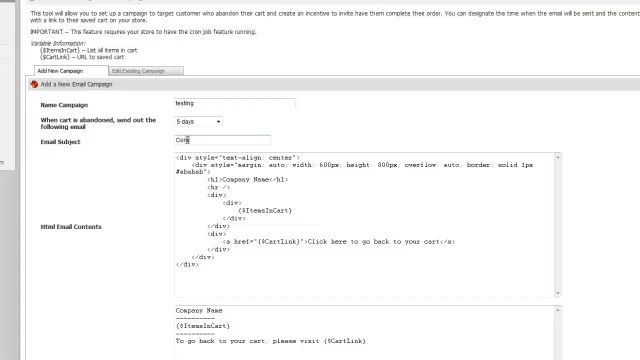 This tool will allow you to set up a campaign to target customer who abandon their cart and create an incentive to invite have them complete their order. You can designate the time when the email will be sent and the content
with a link to their saved cart on your store.
IMPORTANT – This feature requires your store to have the cron job feature running.
Variable Information:
{$ItemsInCart} – List all items in cart
{$CartLink} – URL to saved cart
Add New Campaign Edit Existing Campaign
Add a New Email Campaign
Name Campaign testing
When cart is abandoned, send out the 5 days
following email
Email Subject Com
<div style="text-align: center">
<div style="margin: auto; width: 600px; height: 800px, overflow: auto, border: solid 1px
#ababab">
<h1>Company Name</h1>
<hr />
<div>
<div>
{$ItemsInCart}
</div>
</div>
<div>
<a href="{$CartLink}">Click here to go back to your cart</a>
</div>
</div>
</div>
Html Email Contents
Company Name
----------
{$ItemsInCart}
----------
To go back to your cart, please visit {$CartLink}